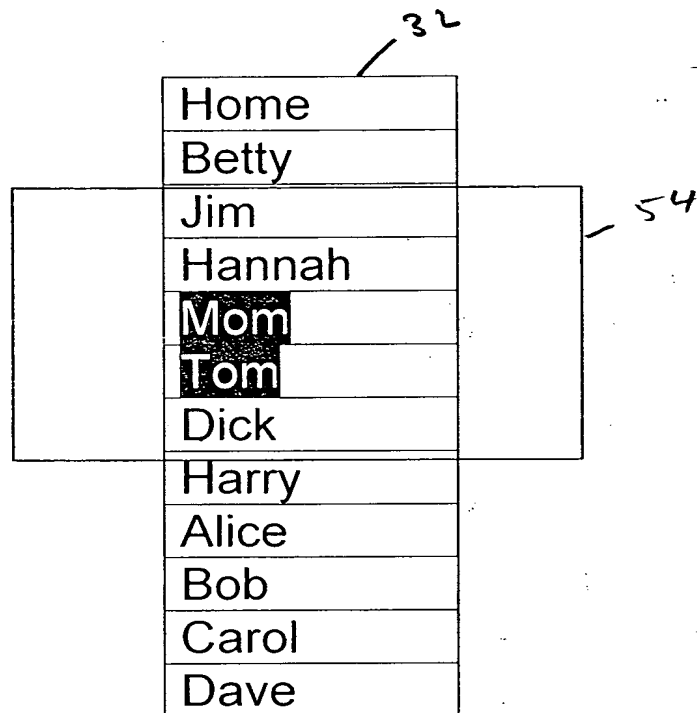 32
Home
Betty
Jim
54
Hannah
Mom
Tom
Dick
Harry
Alice
Bob
Carol
Dave